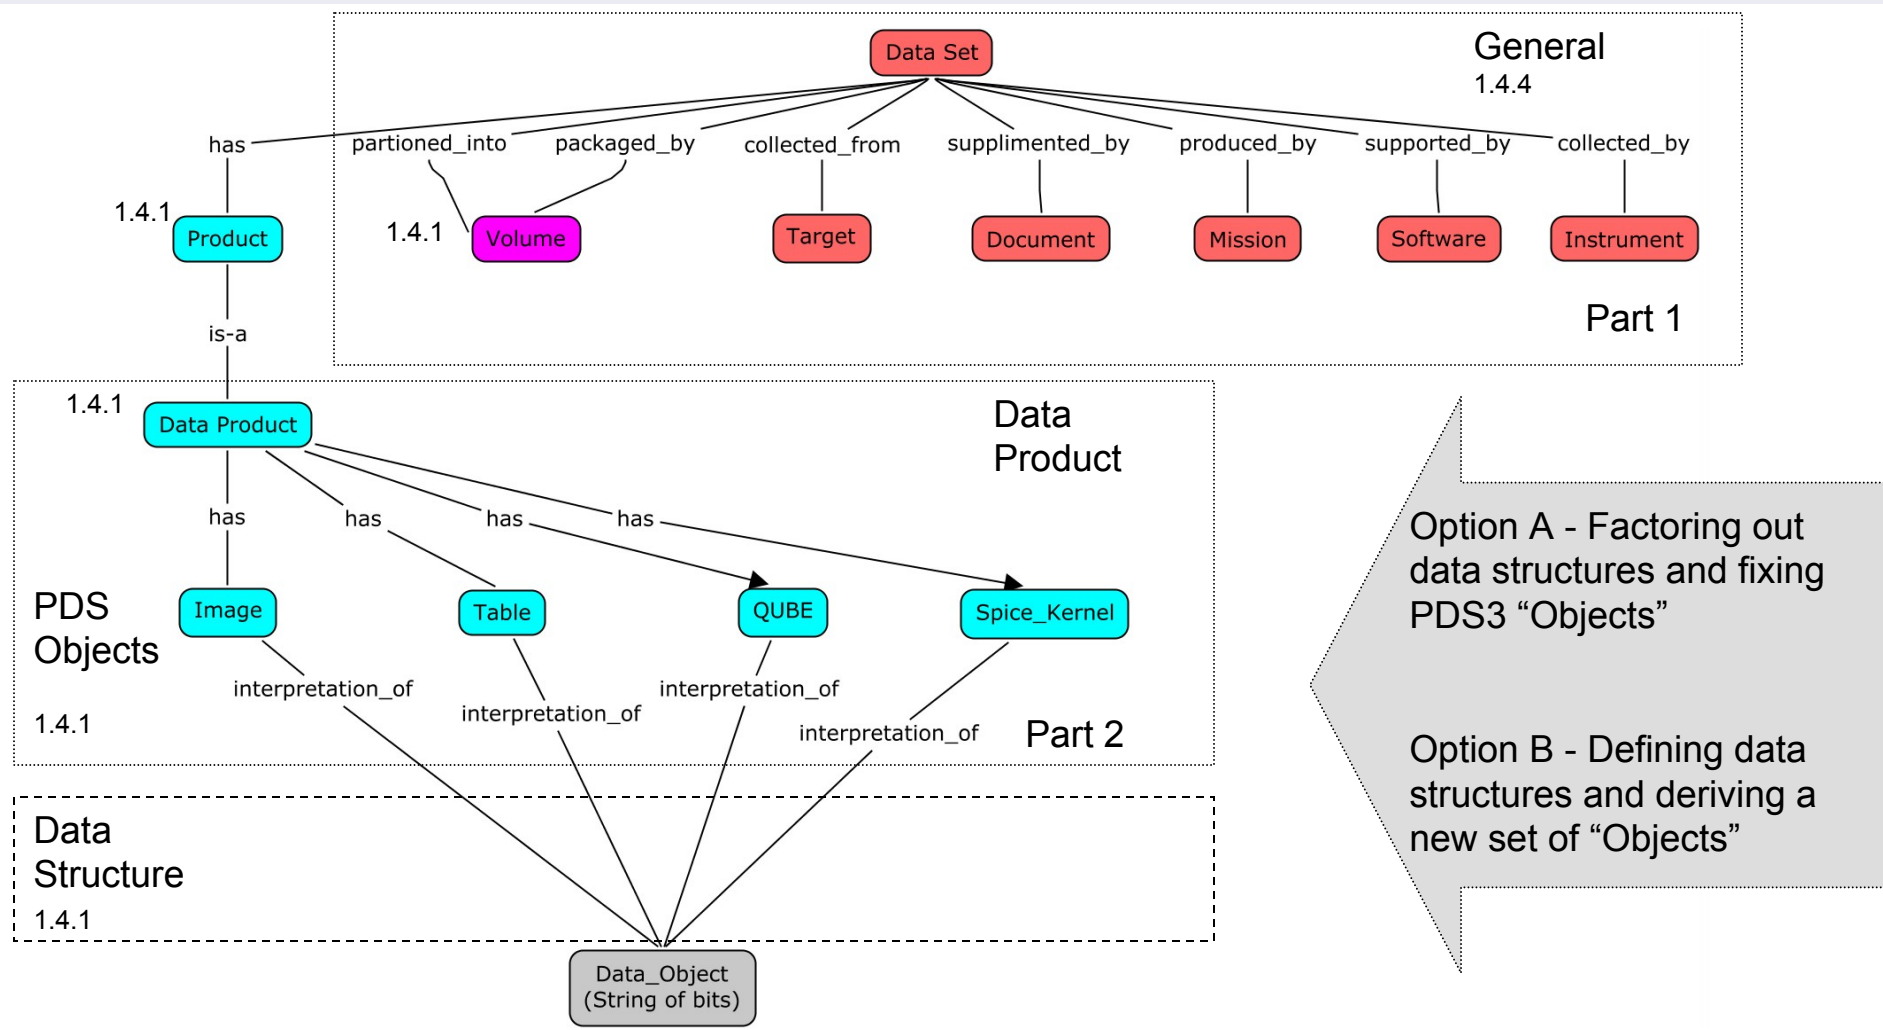 Data Set
General
1.4.4
has
partioned_into
packaged_by
collected_from
supplimented_by
produced_by
supported_by
collected_by
1.4.1
Product
1.4.1
Volume
Target
Document
Mission
Software
Instrument
Part 1
is-a
1.4.1
Data Product
Data
Product
has
has
has
has
PDS
Objects
1.4.1
Image
Table
QUBE
Spice_Kernel
interpretation_of
interpretation_of
interpretation_of
interpretation_of
Part 2
Option A - Factoring out
data structures and fixing
PDS3 “Objects”
Option B - Defining data
structures and deriving a
new set of “Objects”
Data
Structure
1.4.1
Data_Object
(String of bits)